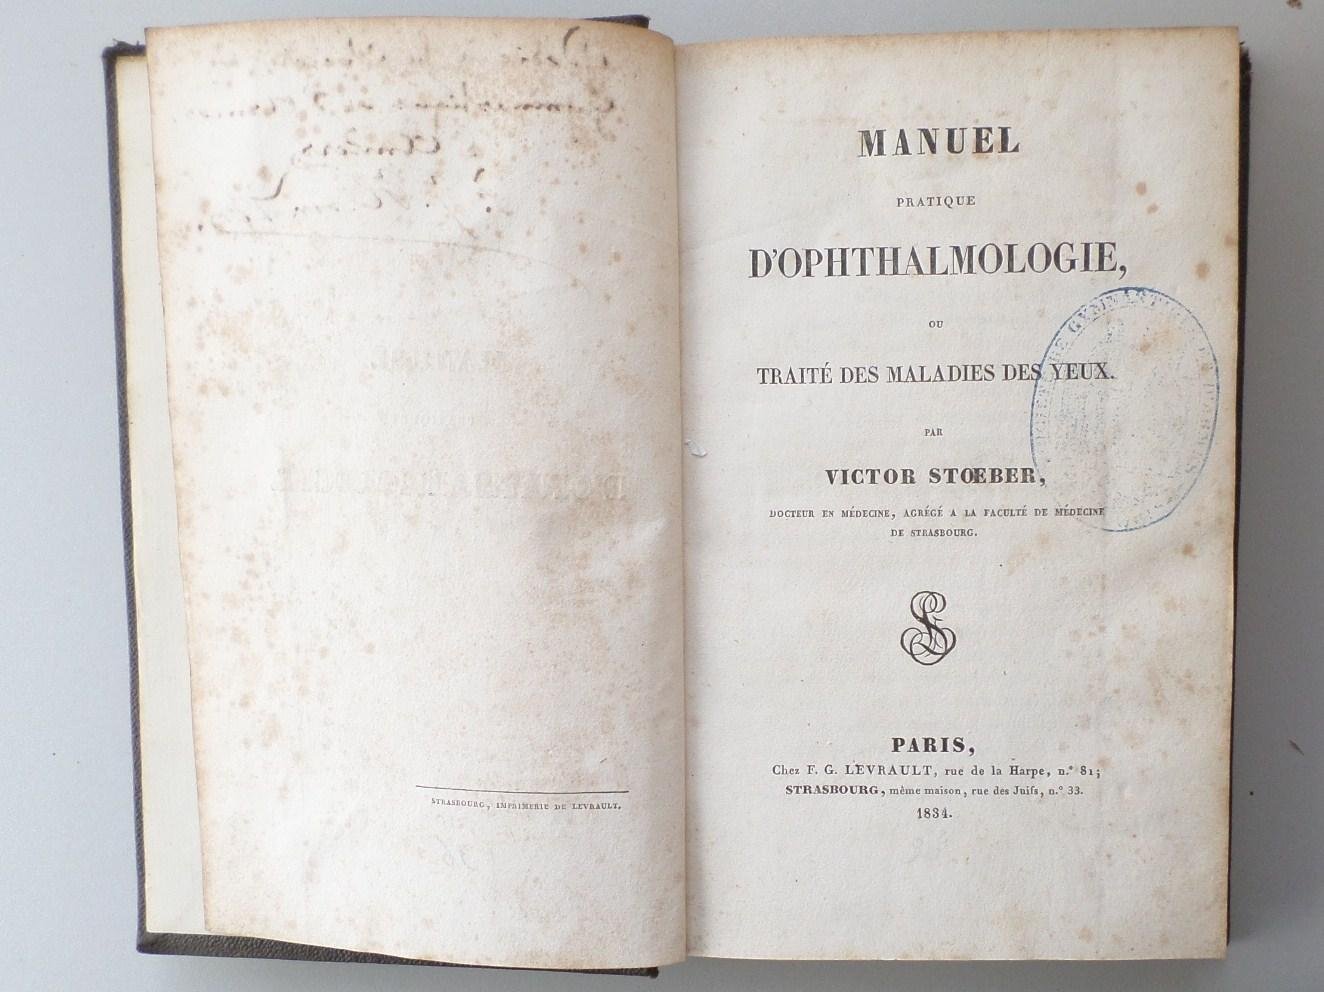 STRASBOURG, IMPRIMERIE DE LEVRAULT.
MANUEL
PRATIQUE
D'OPHTHALMOLOGIE,
OU
TRAITÉ DES MALADIES DES YEUX.
PAR
VICTOR STŒBER,
DOCTEUR EN MÉDECINE, AGRÉGÉ A LA FACULTÉ DE MÉDECINE
DE STRASBOURG.
PARIS,
Chez F. G. LEVRAULT, rue de la Harpe, n.° 81;
STRASBOURG, même maison, rue des Juifs, n.° 33.
1834.